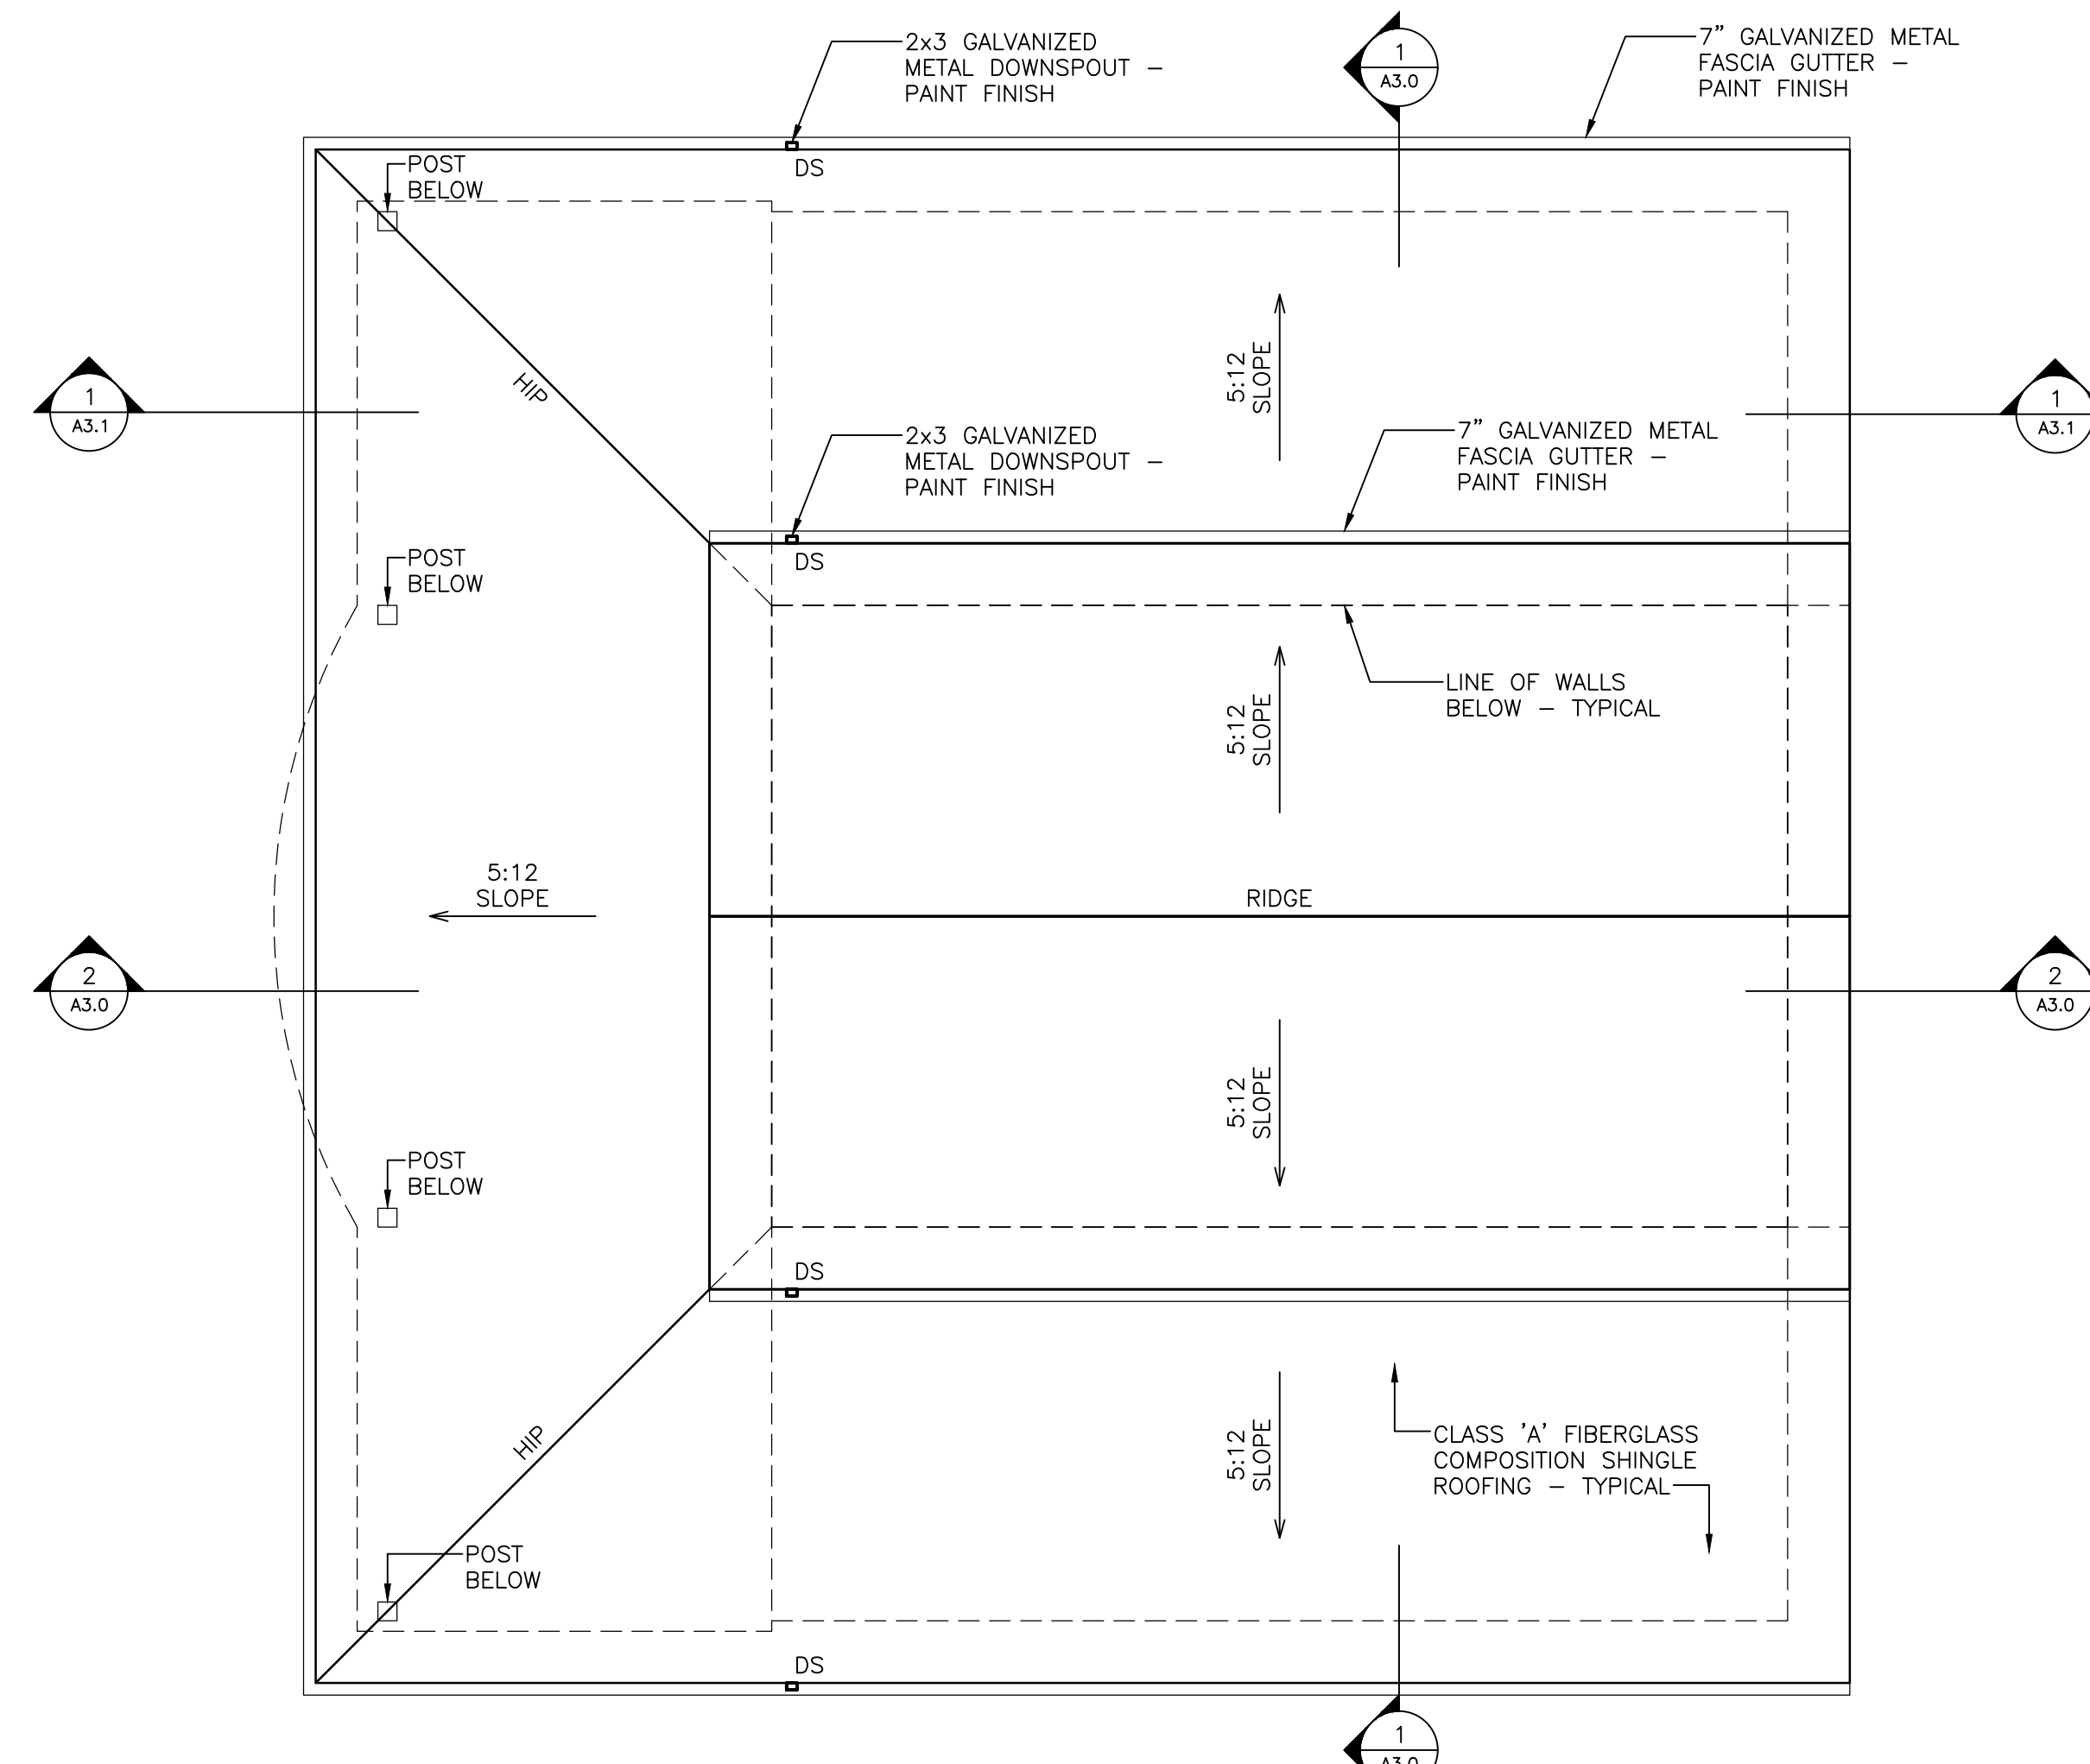 2x3 GALVANIZED
METAL DOWNSPOUT –
PAINT FINISH
1
A3.0
7" GALVANIZED METAL
FASCIA GUTTER –
PAINT FINISH
POST
BELOW
DS
HIP
5:12
SLOPE
1
A3.1
1
A3.1
2x3 GALVANIZED
METAL DOWNSPOUT –
PAINT FINISH
7" GALVANIZED METAL
FASCIA GUTTER –
PAINT FINISH
POST
BELOW
DS
LINE OF WALLS
BELOW – TYPICAL
5:12
SLOPE
5:12
SLOPE
RIDGE
2
A3.0
2
A3.0
5:12
SLOPE
POST
BELOW
DS
HIP
5:12
SLOPE
CLASS 'A' FIBERGLASS
COMPOSITION SHINGLE
ROOFING – TYPICAL
POST
BELOW
DS
1
A3.0